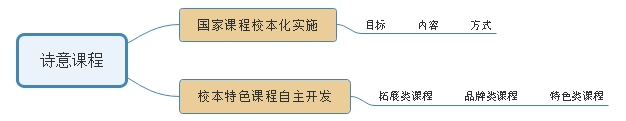 诗意课程
国家课程校本化实施
目标 内容 方式
校本特色课程自主开发
拓展类课程 品牌类课程 特色类课程